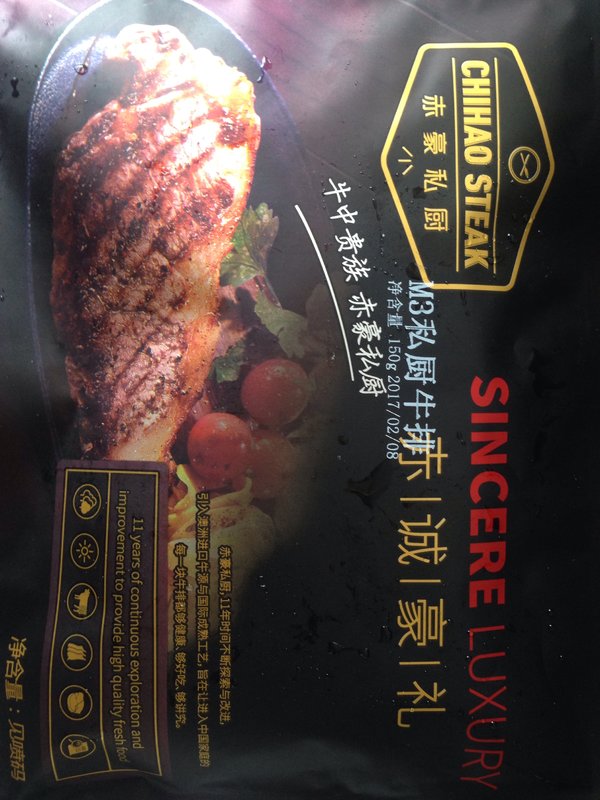 CHIHAO STEAK
赤豪私厨
牛中贵族 赤豪私厨
M3私厨牛排
净含量 150g 2017/02/08
SINCERE LUXURY
赤|诚|豪|礼
赤豪私厨,11年时间不断探索与改进,
引入澳洲进口牛源与国际成熟工艺,旨在让进入中国家庭的
每一块牛排都够健康、够好吃、够讲究。
11 years of continuous exploration and
improvement to provide high quality fresh food
净含量:见喷码